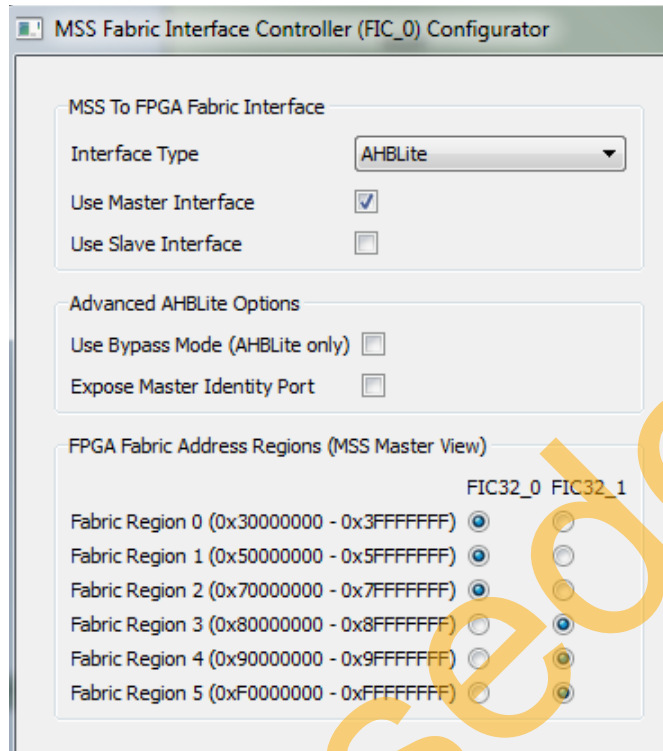 MSS Fabric Interface Controller (FIC_0) Configurator
MSS To FPGA Fabric Interface
Interface Type AHBLite
Use Master Interface
Use Slave Interface
Advanced AHBLite Options
Use Bypass Mode (AHBLite only)
Expose Master Identity Port
FPGA Fabric Address Regions (MSS Master View)
FIC32_0 FIC32_1
Fabric Region 0 (0x30000000 - 0x3FFFFFFF)
Fabric Region 1 (0x50000000 - 0x5FFFFFFF)
Fabric Region 2 (0x70000000 - 0x7FFFFFFF)
Fabric Region 3 (0x80000000 - 0x8FFFFFFF)
Fabric Region 4 (0x90000000 - 0x9FFFFFFF)
Fabric Region 5 (0xF0000000 - 0xFFFFFFFF)